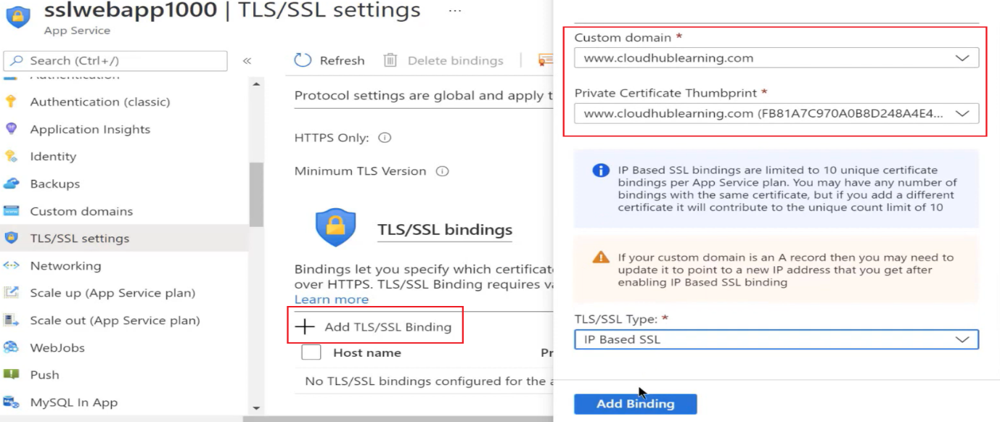 sslwebapp1000 | TLS/SSL settings ...
App Service
Search (Ctrl+/)
«
Authentication
Authentication (classic)
Application Insights
Identity
Backups
Custom domains
TLS/SSL settings
Networking
Scale up (App Service plan)
Scale out (App Service plan)
WebJobs
Push
MySQL In App
Refresh
Delete bindings
Protocol settings are global and apply t
HTTPS Only:
Minimum TLS Version
TLS/SSL bindings
Bindings let you specify which certificate
over HTTPS. TLS/SSL Binding requires va
Learn more
Add TLS/SSL Binding
Host name
Pr
No TLS/SSL bindings configured for the a
Custom domain *
www.cloudhublearning.com
Private Certificate Thumbprint *
www.cloudhublearning.com (FB81A7C970A0B8D248A4E4...
IP Based SSL bindings are limited to 10 unique certificate
bindings per App Service plan. You may have any number of
bindings with the same certificate, but if you add a different
certificate it will contribute to the unique count limit of 10
If your custom domain is an A record then you may need to
update it to point to a new IP address that you get after
enabling IP Based SSL binding
TLS/SSL Type: *
IP Based SSL
Add Binding